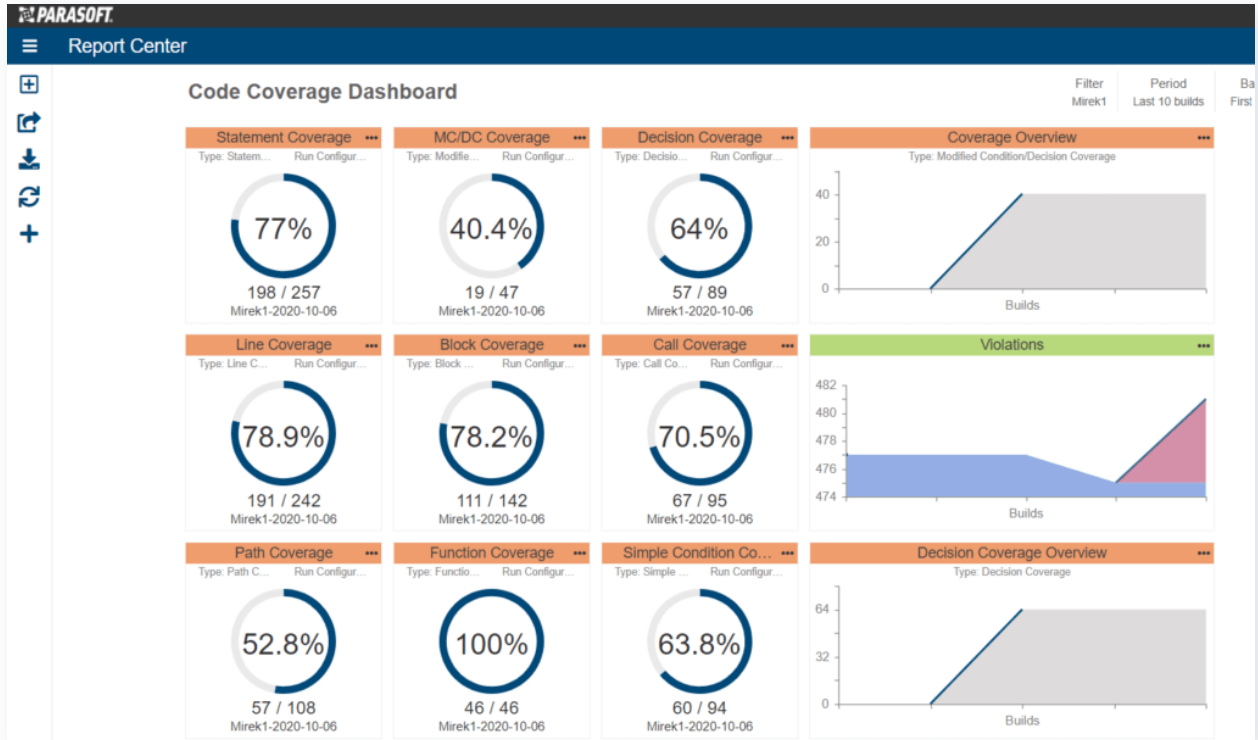 PARASOFT.
Report Center
Code Coverage Dashboard
Filter
Mirek1
Period
Last 10 builds
Ba
First
Statement Coverage •••
Type: Statem... Run Configur...
77%
198 / 257
Mirek1-2020-10-06
MC/DC Coverage •••
Type: Modifie... Run Configur...
40.4%
19 / 47
Mirek1-2020-10-06
Decision Coverage •••
Type: Decisio... Run Configur...
64%
57 / 89
Mirek1-2020-10-06
Coverage Overview •••
Type: Modified Condition/Decision Coverage
40
20
0
Builds
Line Coverage •••
Type: Line C... Run Configur...
78.9%
191 / 242
Mirek1-2020-10-06
Block Coverage •••
Type: Block ... Run Configur...
78.2%
111 / 142
Mirek1-2020-10-06
Call Coverage •••
Type: Call Co... Run Configur...
70.5%
67 / 95
Mirek1-2020-10-06
Violations •••
482
480
478
476
474
Builds
Path Coverage •••
Type: Path C... Run Configur...
52.8%
57 / 108
Mirek1-2020-10-06
Function Coverage •••
Type: Functio... Run Configur...
100%
46 / 46
Mirek1-2020-10-06
Simple Condition Co... •••
Type: Simple ... Run Configur...
63.8%
60 / 94
Mirek1-2020-10-06
Decision Coverage Overview •••
Type: Decision Coverage
64
32
0
Builds